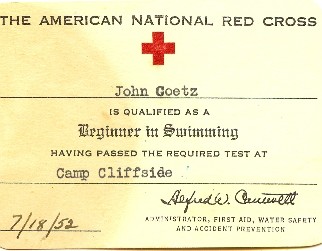 THE AMERICAN NATIONAL RED CROSS
John Goetz
IS QUALIFIED AS A
Beginner in Swimming
HAVING PASSED THE REQUIRED TEST AT
Camp Cliffside
Alfred W.
7/18/52
ADMINISTRATOR, FIRST AID, WATER SAFETY
AND ACCIDENT PREVENTION